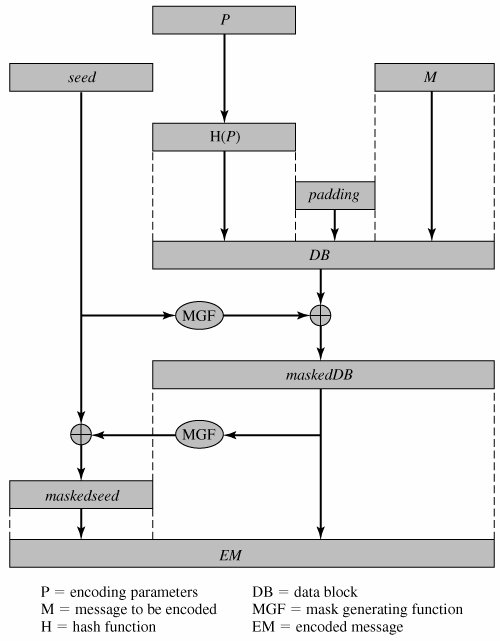 P
seed
M
H(P)
padding
DB
MGF
maskedDB
MGF
maskedseed
EM
P = encoding parameters
M = message to be encoded
H = hash function
DB = data block
MGF = mask generating function
EM = encoded message